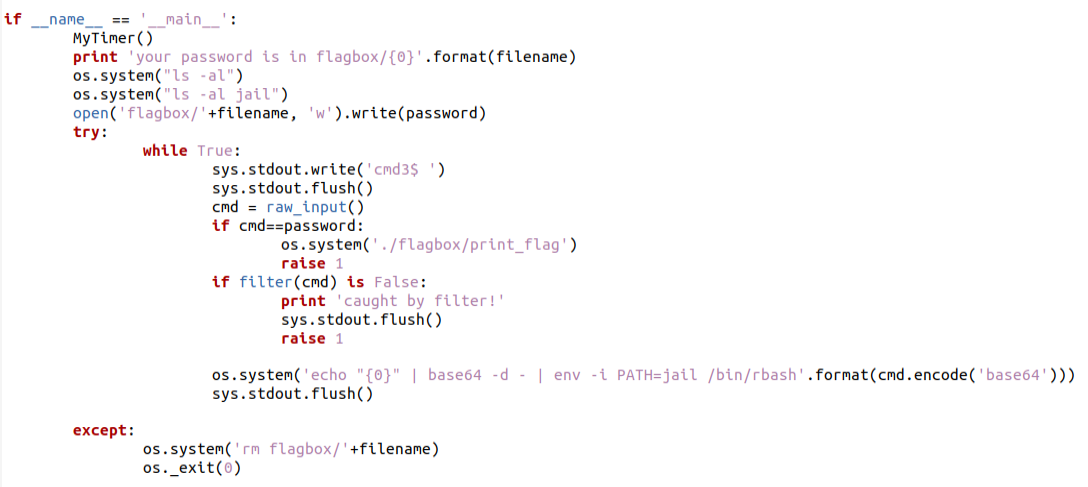 if __name__ == '__main__':
        MyTimer()
        print 'your password is in flagbox/{0}'.format(filename)
        os.system("ls -al")
        os.system("ls -al jail")
        open('flagbox/'+filename, 'w').write(password)
        try:
                while True:
                        sys.stdout.write('cmd3$ ')
                        sys.stdout.flush()
                        cmd = raw_input()
                        if cmd==password:
                                os.system('./flagbox/print_flag')
                                raise 1
                        if filter(cmd) is False:
                                print 'caught by filter!'
                                sys.stdout.flush()
                                raise 1

                        os.system('echo "{0}" | base64 -d - | env -i PATH=jail /bin/rbash'.format(cmd.encode('base64')))
                        sys.stdout.flush()

        except:
                os.system('rm flagbox/'+filename)
                os._exit(0)